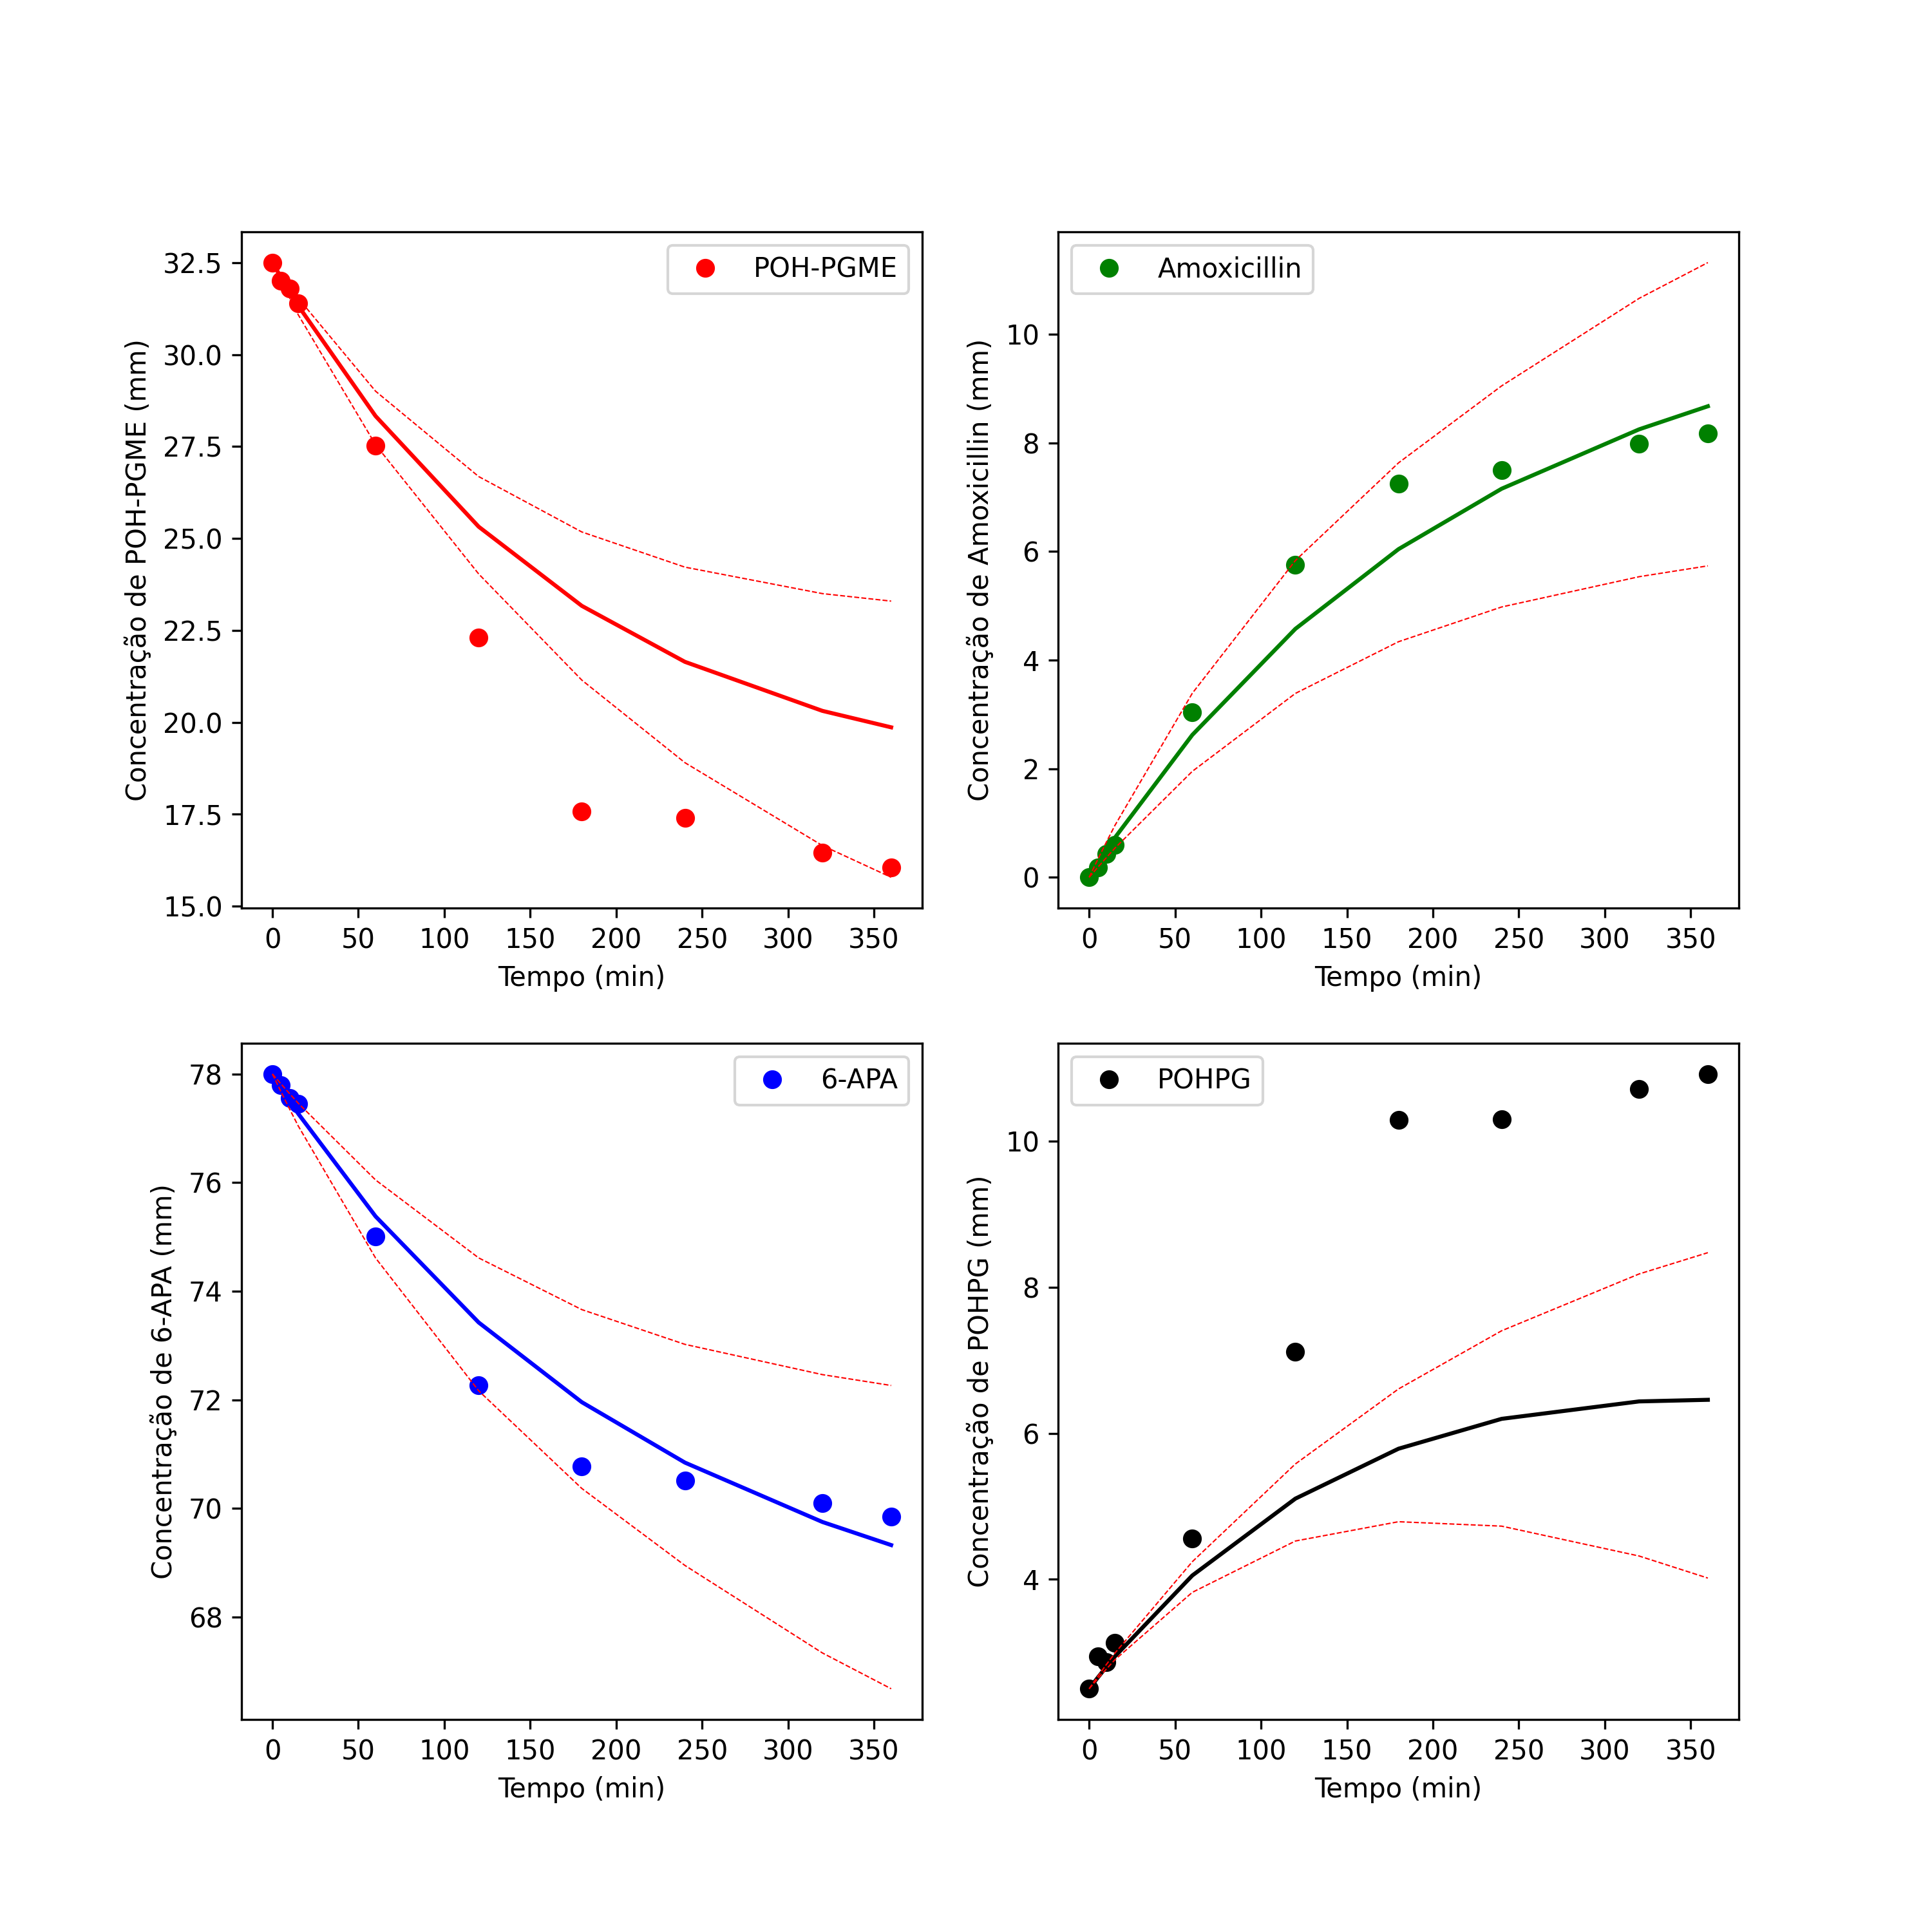 POH-PGME
Concentração de POH-PGME (mm)
32.5
30.0
27.5
25.0
22.5
20.0
17.5
15.0
0 50 100 150 200 250 300 350
Tempo (min)
Amoxicillin
Concentração de Amoxicillin (mm)
10
8
6
4
2
0
0 50 100 150 200 250 300 350
Tempo (min)
6-APA
Concentração de 6-APA (mm)
78
76
74
72
70
68
0 50 100 150 200 250 300 350
Tempo (min)
POHPG
Concentração de POHPG (mm)
10
8
6
4
0 50 100 150 200 250 300 350
Tempo (min)